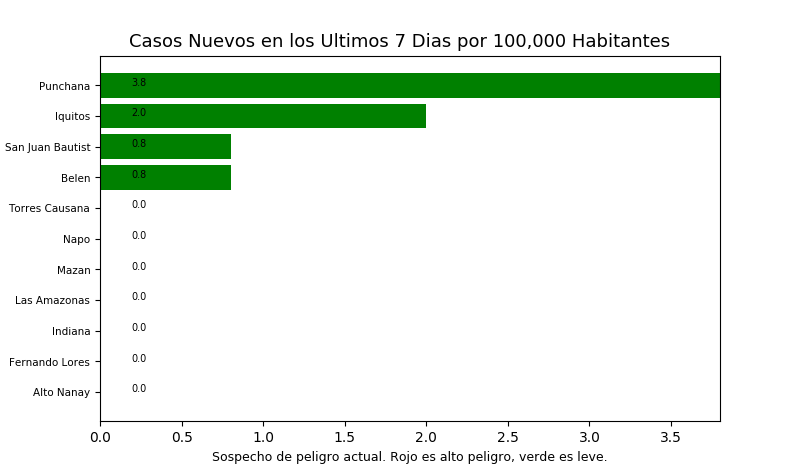 Casos Nuevos en los Ultimos 7 Dias por 100,000 Habitantes
Punchana 3.8
Iquitos 2.0
San Juan Bautist 0.8
Belen 0.8
Torres Causana 0.0
Napo 0.0
Mazan 0.0
Las Amazonas 0.0
Indiana 0.0
Fernando Lores 0.0
Alto Nanay 0.0
0.0 0.5 1.0 1.5 2.0 2.5 3.0 3.5
Sospecho de peligro actual. Rojo es alto peligro, verde es leve.